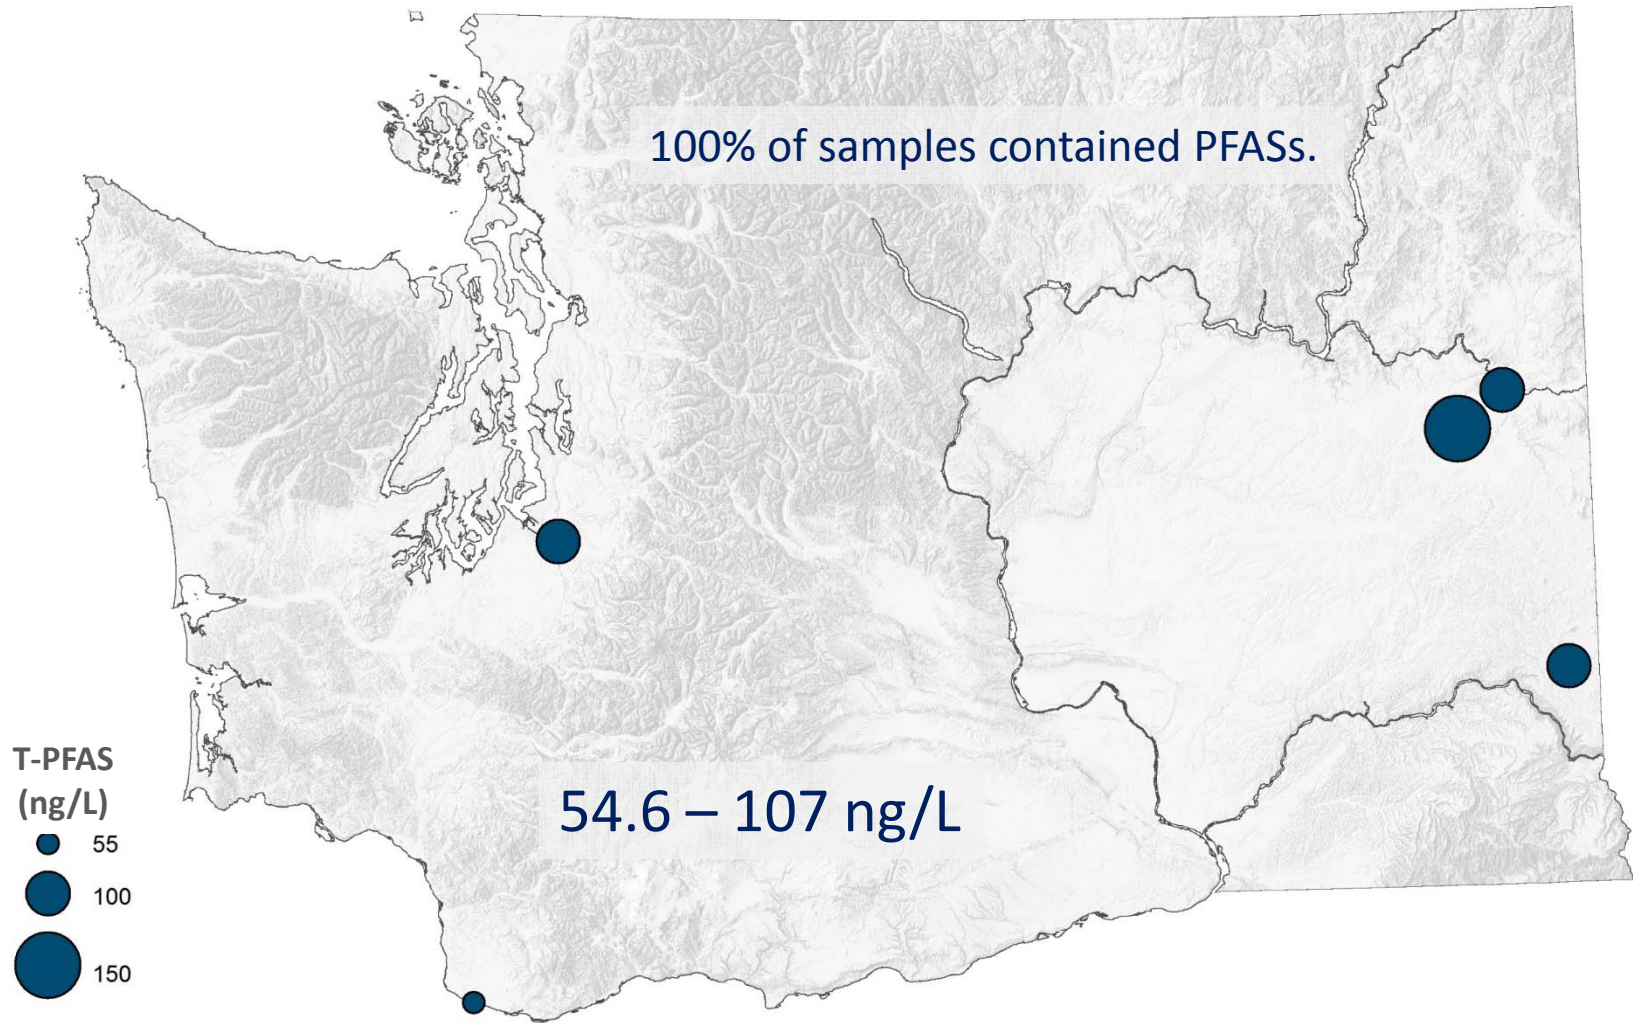 100% of samples contained PFASs.
54.6 – 107 ng/L
T-PFAS
(ng/L)
55
100
150